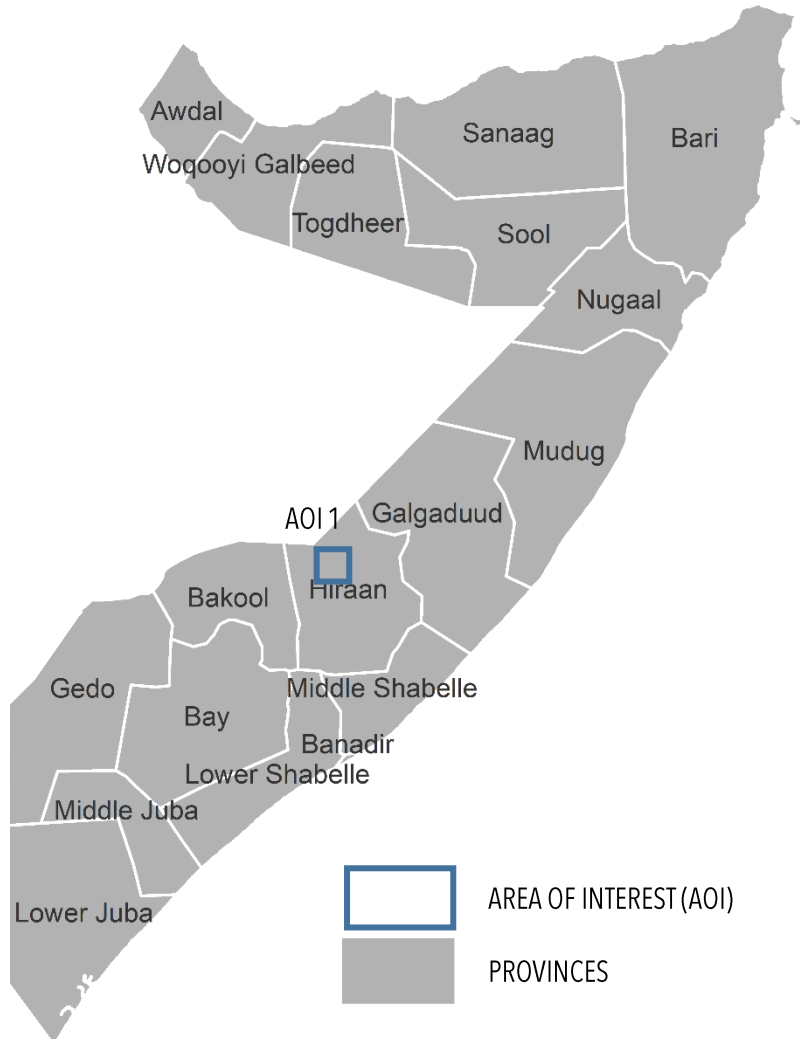 Awdal
Sanaag
Bari
Woqooyi Galbeed
Togdheer
Sool
Nugaal
Mudug
AOI 1
Galgaduud
Hiraan
Bakool
Gedo
Middle Shabelle
Bay
Banadir
Lower Shabelle
Middle Juba
Lower Juba
AREA OF INTEREST (AOI)
PROVINCES